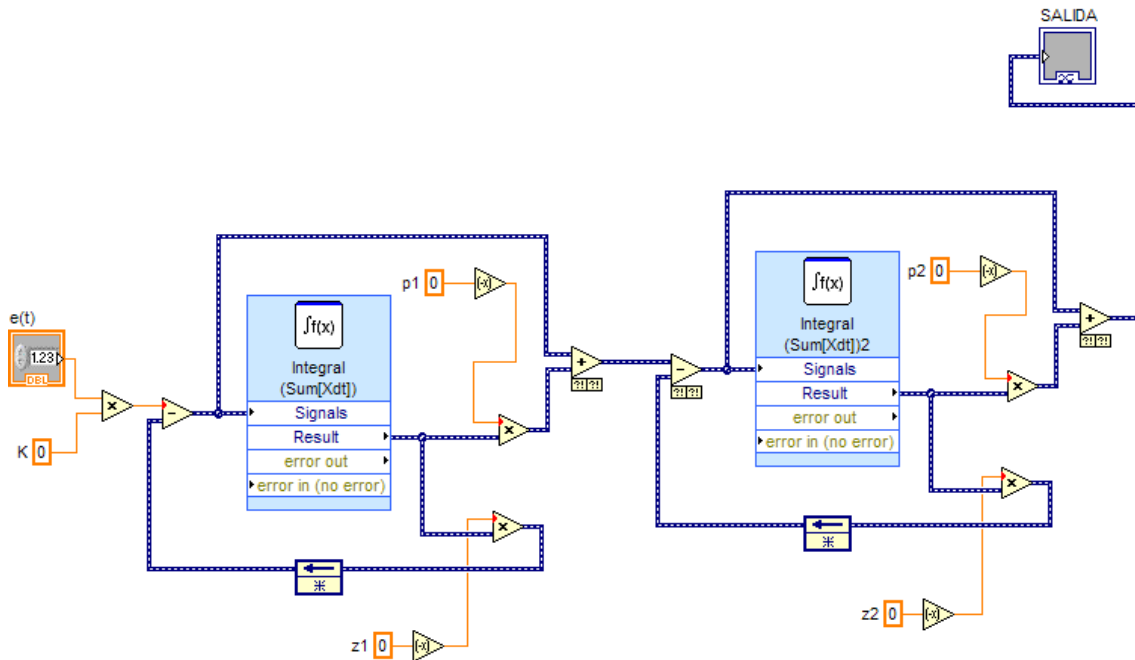 SALIDA
e(t)
1.23
DBL
K 0
×
-
∫f(x)
Integral
(Sum[Xdt])
Signals
Result
error out
error in (no error)
p1 0
(-x)
×
×
z1 0
(-x)
+
?! ?!
-
?! ?!
∫f(x)
Integral
(Sum[Xdt])2
Signals
Result
error out
error in (no error)
p2 0
(-x)
×
×
z2 0
(-x)
+
?! ?!